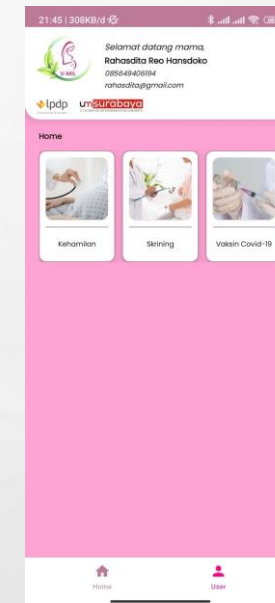 21:45 | 308KB/d
Selamat datang mama,
Rahasdita Reo Hansdoko
085649406194
rahasdita@gmail.com
V-MIL
lpdp
umsurabaya
Home
Kehamilan
Skrining
Vaksin Covid-19
Home
User